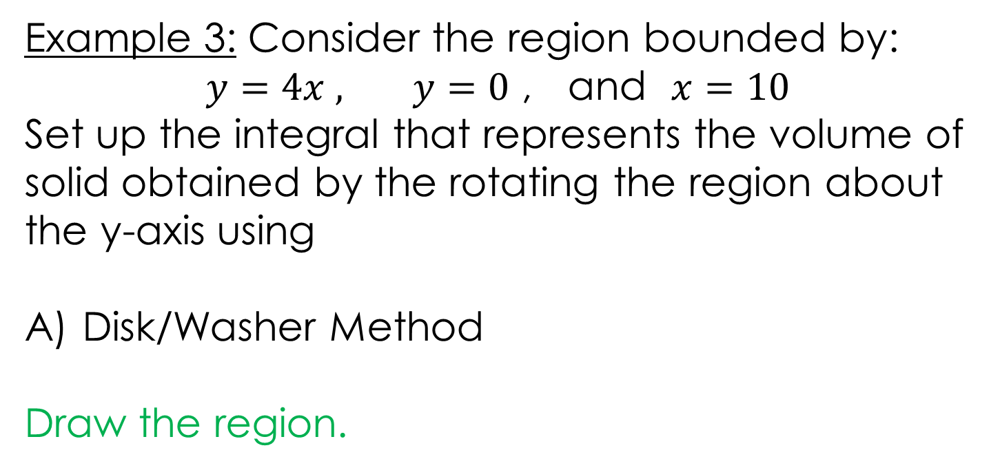 Example 3: Consider the region bounded by:
y = 4x , y = 0 , and x = 10
Set up the integral that represents the volume of
solid obtained by the rotating the region about
the y-axis using
A) Disk/Washer Method
Draw the region.